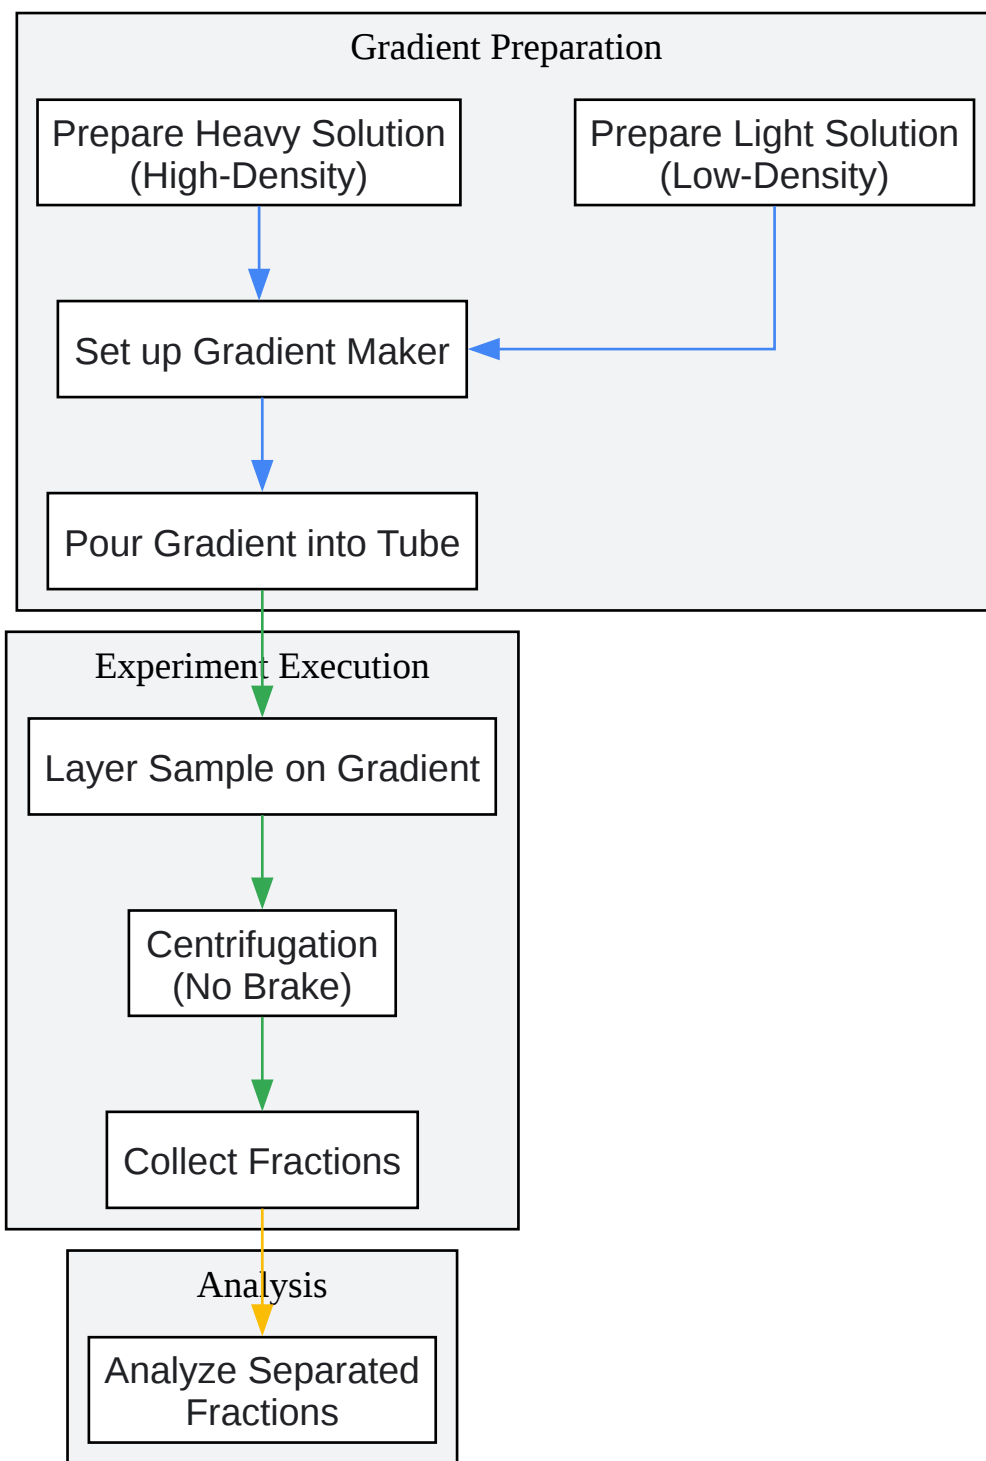 Gradient Preparation
Prepare Heavy Solution
(High-Density)
Prepare Light Solution
(Low-Density)
Set up Gradient Maker
Pour Gradient into Tube
Experiment Execution
Layer Sample on Gradient
Centrifugation
(No Brake)
Collect Fractions
Analysis
Analyze Separated
Fractions